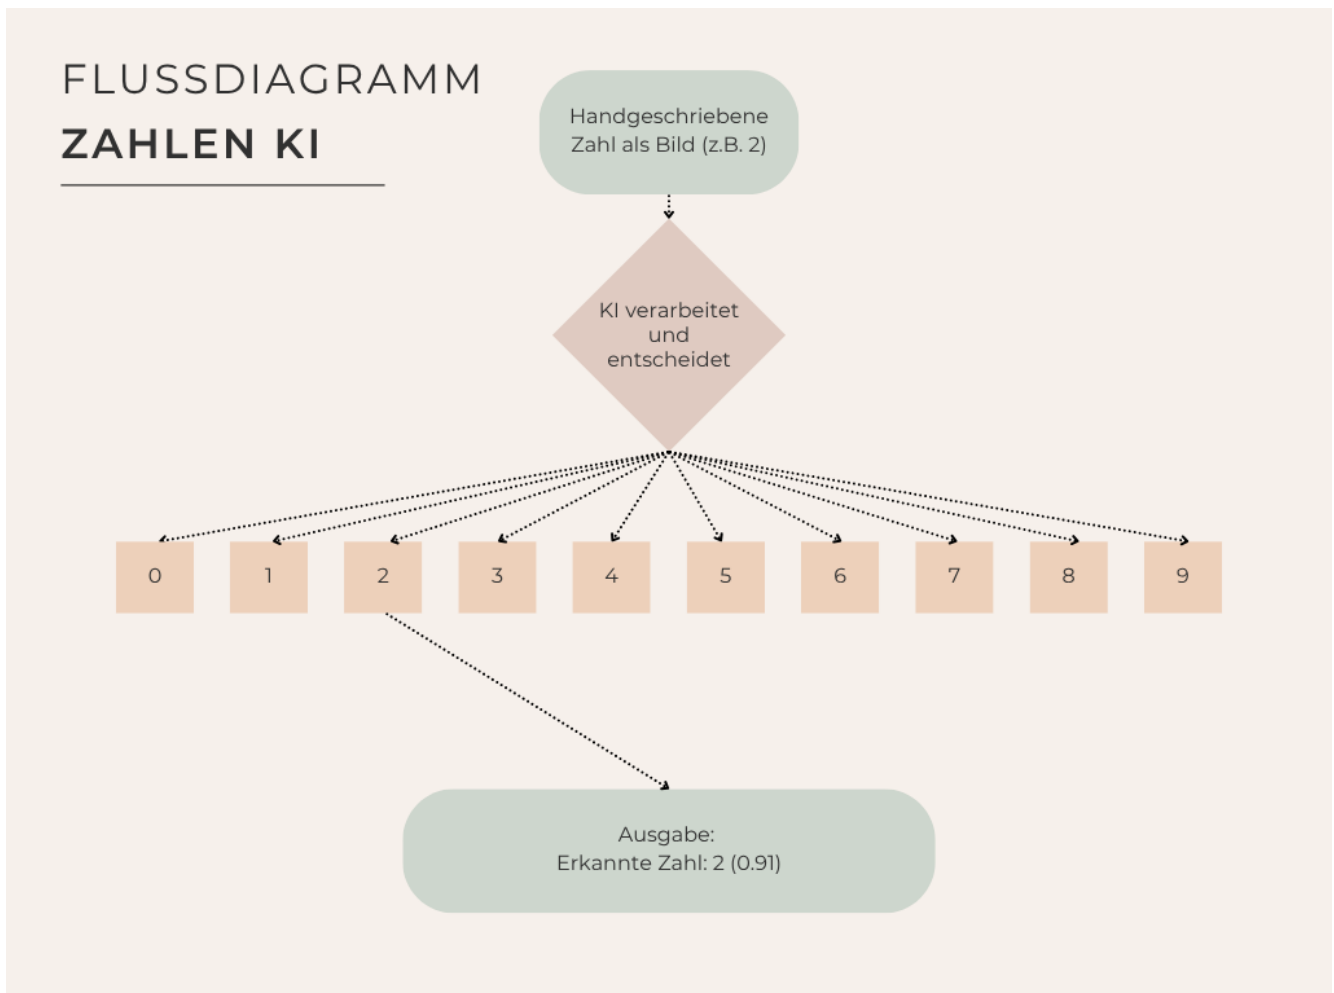 FLUSSDIAGRAMM
ZAHLEN KI
Handgeschriebene
Zahl als Bild (z.B. 2)
KI verarbeitet
und
entscheidet
0 1 2 3 4 5 6 7 8 9
Ausgabe:
Erkannte Zahl: 2 (0.91)